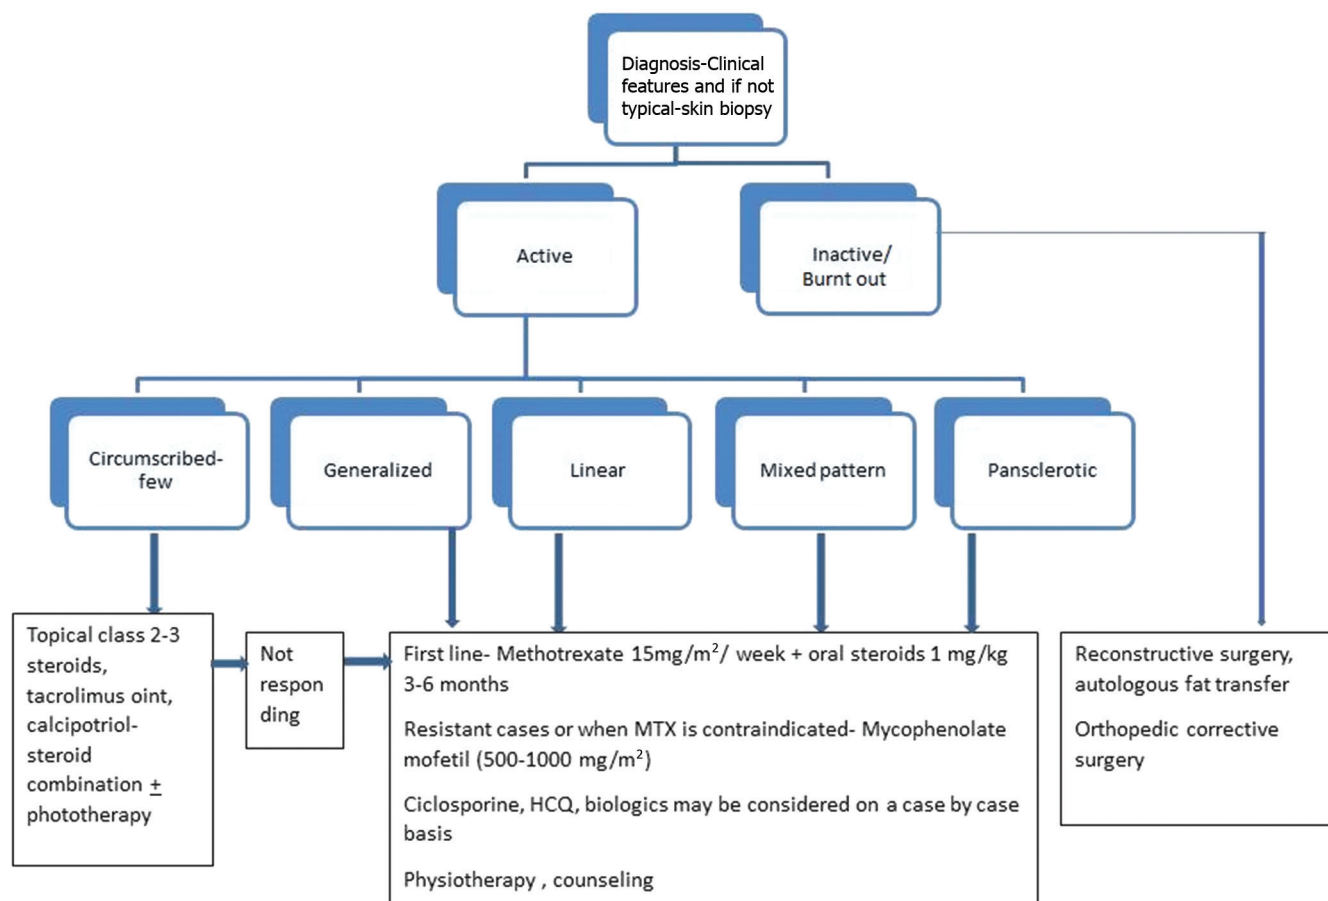 Diagnosis-Clinical
features and if not
typical-skin biopsy
Active
Inactive/
Burnt out
Circumscribed-
few
Generalized
Linear
Mixed pattern
Pansclerotic
Topical class 2-3
steroids,
tacrolimus oint,
calcipotriol-
steroid
combination ±
phototherapy
Not
respon
ding
First line- Methotrexate 15mg/m²/ week + oral steroids 1 mg/kg
3-6 months
Resistant cases or when MTX is contraindicated- Mycophenolate
mofetil (500-1000 mg/m²)
Ciclosporine, HCQ, biologics may be considered on a case by case
basis
Physiotherapy , counseling
Reconstructive surgery,
autologous fat transfer
Orthopedic corrective
surgery